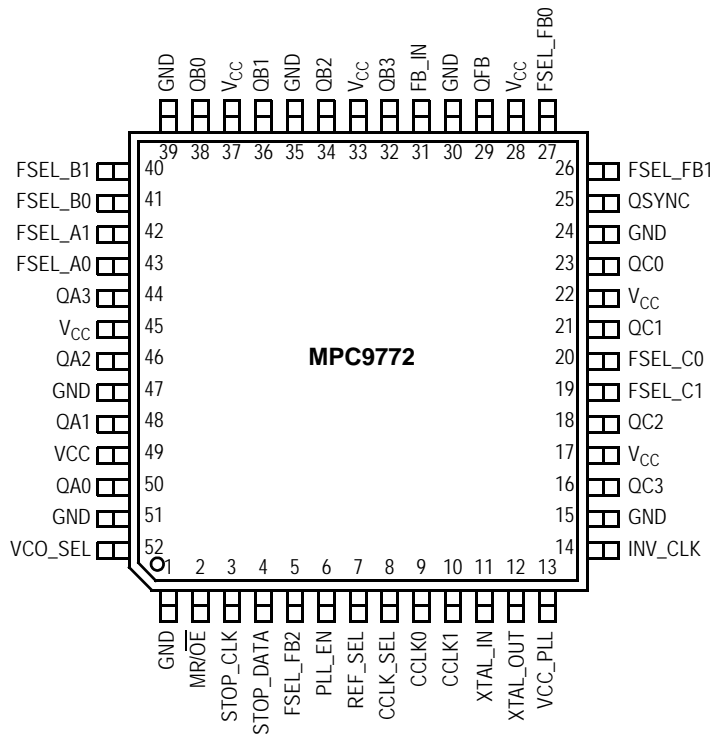 GND QB0 VCC QB1 GND QB2 VCC QB3 FB_IN GND QFB VCC FSEL_FB0
39 38 37 36 35 34 33 32 31 30 29 28 27
FSEL_B1 40 26 FSEL_FB1
FSEL_B0 41 25 QSYNC
FSEL_A1 42 24 GND
FSEL_A0 43 23 QC0
QA3 44 22 VCC
VCC 45 21 QC1
QA2 46 MPC9772 20 FSEL_C0
GND 47 19 FSEL_C1
QA1 48 18 QC2
VCC 49 17 VCC
QA0 50 16 QC3
GND 51 15 GND
VCO_SEL 52 14 INV_CLK
1 2 3 4 5 6 7 8 9 10 11 12 13
GND MR/OE STOP_CLK STOP_DATA FSEL_FB2 PLL_EN REF_SEL CCLK_SEL CCLK0 CCLK1 XTAL_IN XTAL_OUT VCC_PLL